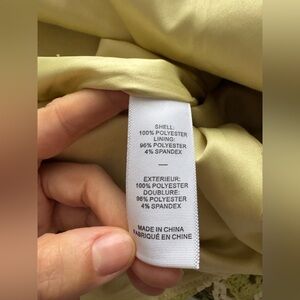 SHELL:
100% POLYESTER
LINING:
96% POLYESTER
4% SPANDEX
—
EXTERIEUR:
100% POLYESTER
DOUBLURE:
96% POLYESTER
4% SPANDEX
MADE IN CHINA
FABRIQUÉ EN CHINE